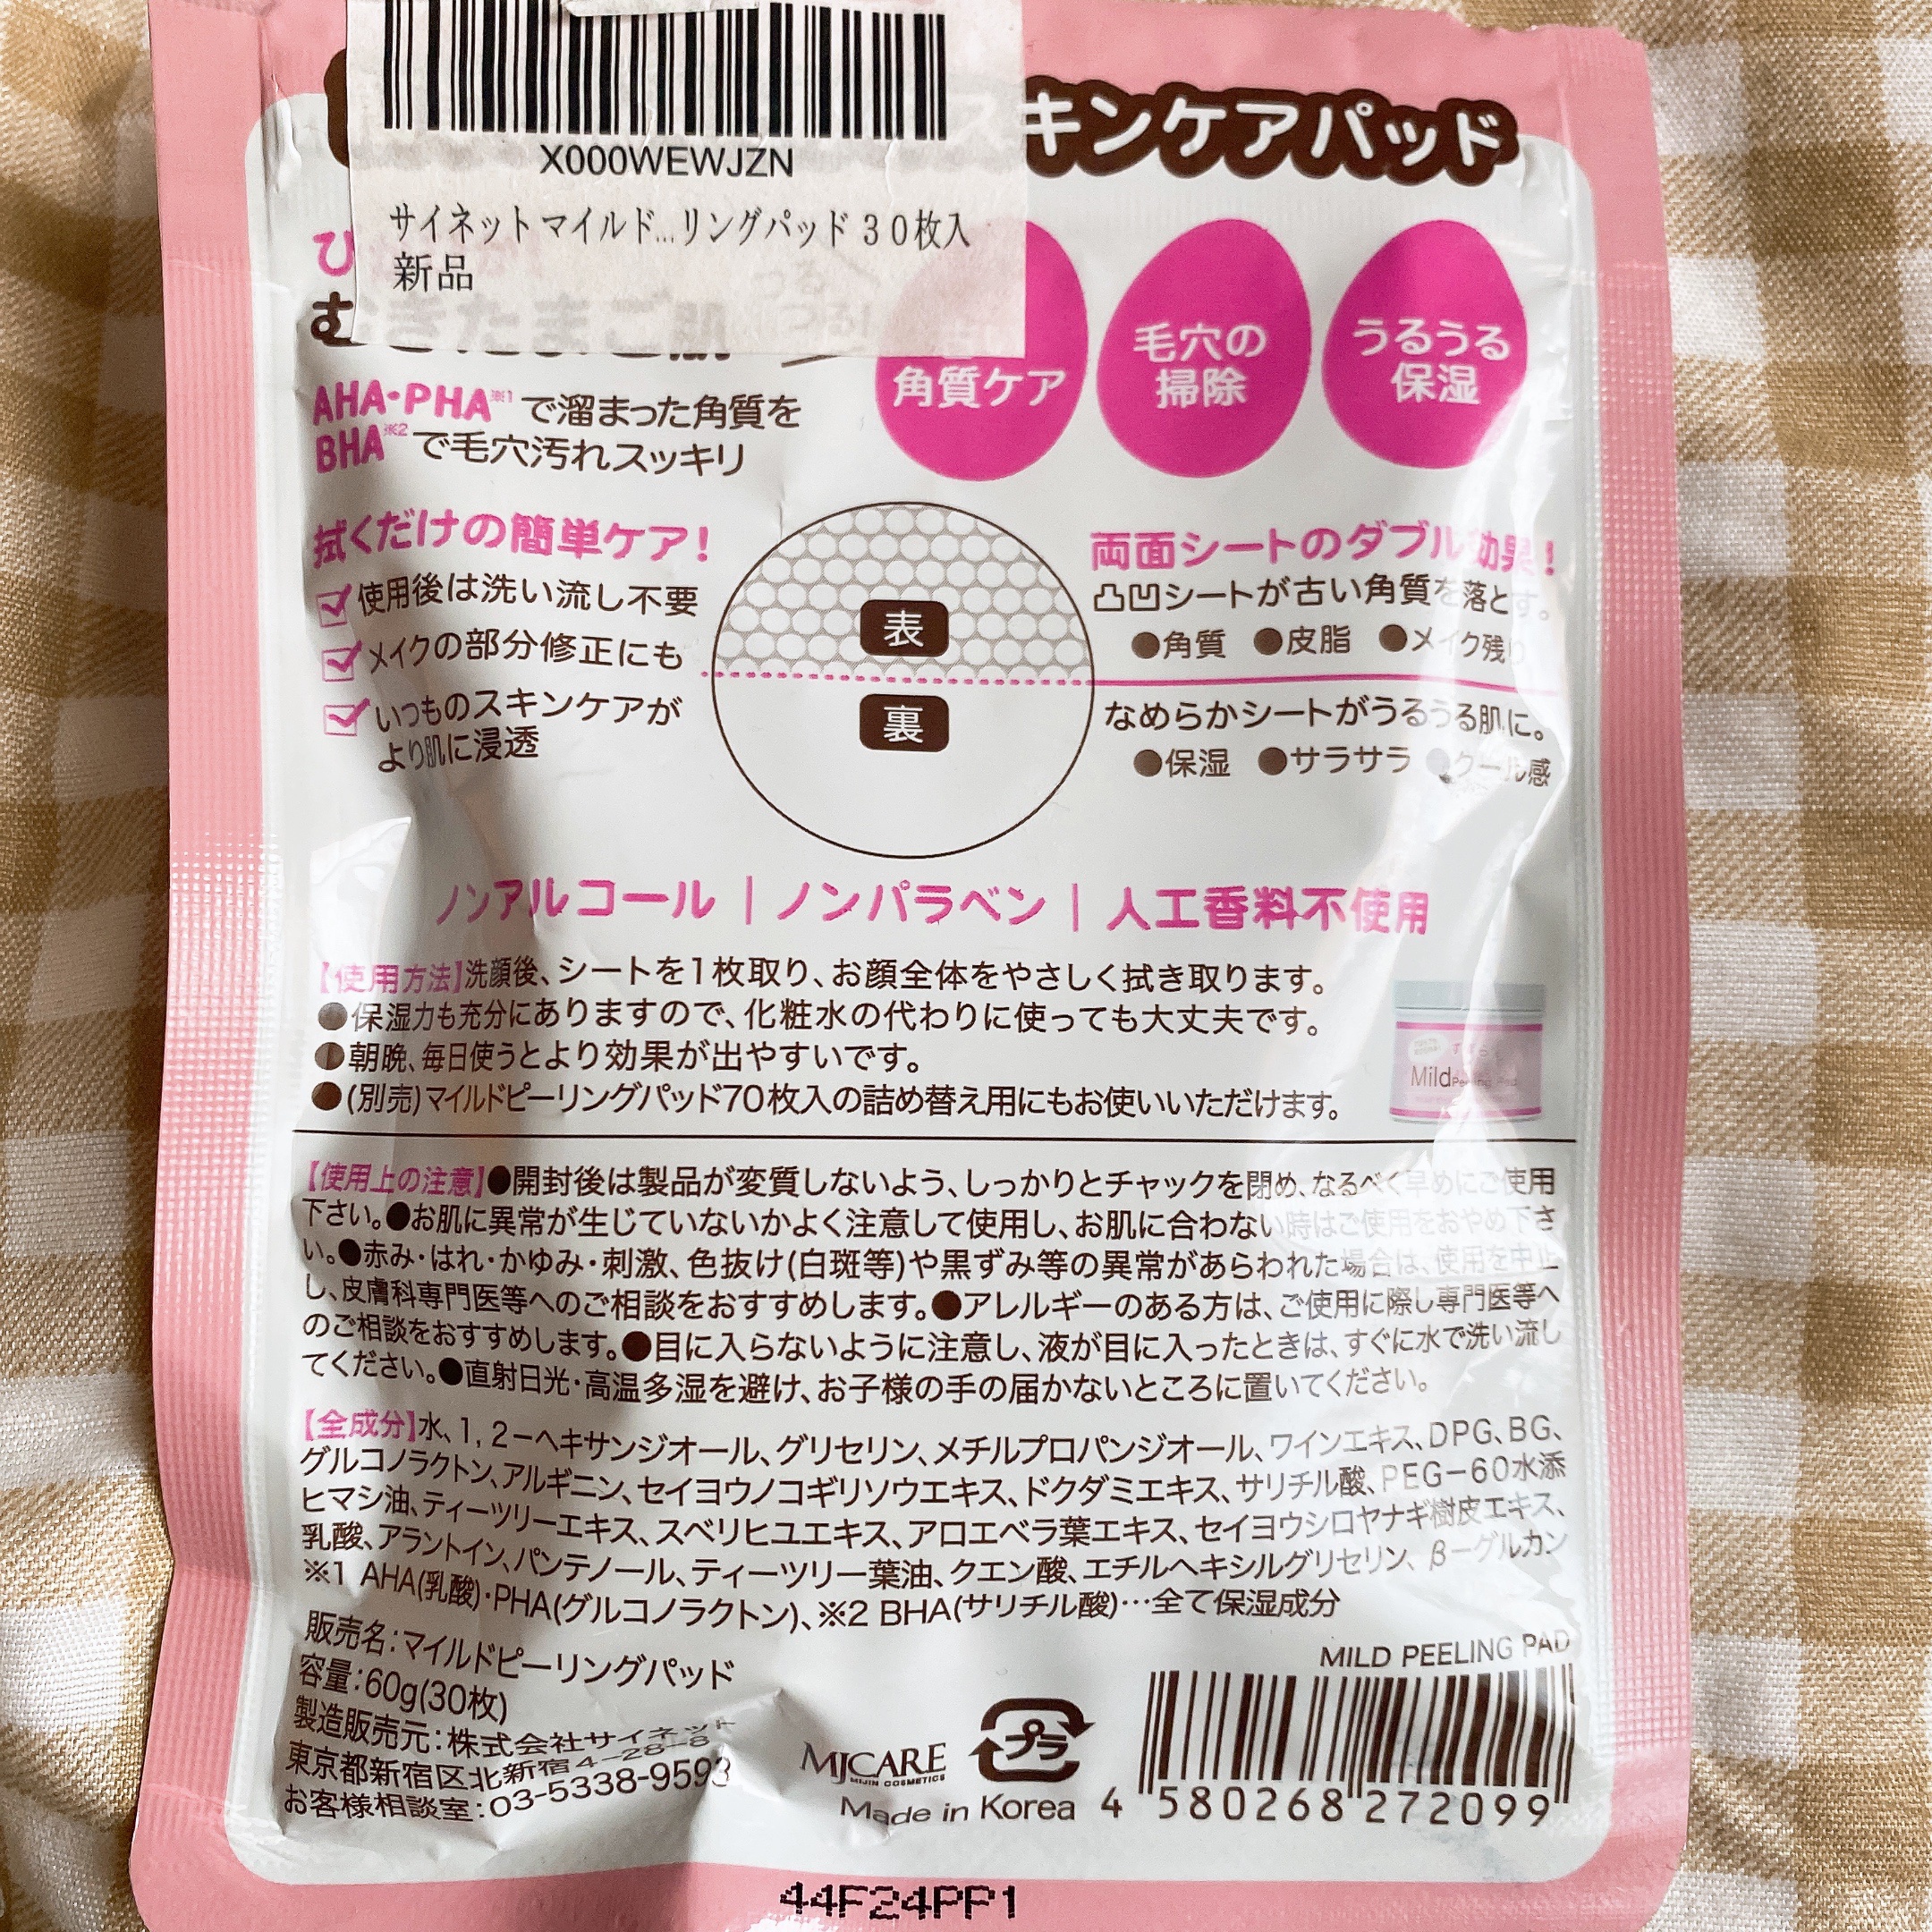 X000WEWJZN
サイネット マイルド...リングパッド 30枚入
新品
スキンケアパッド
むきたまご肌
角質ケア
毛穴の
掃除
うるうる
保湿
AHA・PHA※1で溜まった角質を
BHA※2で毛穴汚れスッキリ
拭くだけの簡単ケア!
使用後は洗い流し不要
メイクの部分修正にも
いつものスキンケアが
より肌に浸透
表
裏
両面シートのダブル効果!
凸凹シートが古い角質を落とす。
●角質 ●皮脂 ●メイク残り
なめらかシートがうるうる肌に。
●保湿 ●サラサラ ●クール感
ノンアルコール | ノンパラベン | 人工香料不使用
【使用方法】洗顔後、シートを1枚取り、お顔全体をやさしく拭き取ります。
●保湿力も充分にありますので、化粧水の代わりに使っても大丈夫です。
●朝晩、毎日使うとより効果が出やすいです。
●(別売)マイルドピーリングパッド70枚入の詰め替え用にもお使いいただけます。
Mild Peeling Pad
【使用上の注意】●開封後は製品が変質しないよう、しっかりとチャックを閉め、なるべく早めにご使用
下さい。●お肌に異常が生じていないかよく注意して使用し、お肌に合わない時はご使用をおやめ下さ
い。●赤み・はれ・かゆみ・刺激、色抜け(白斑等)や黒ずみ等の異常があらわれた場合は、使用を中止
し、皮膚科専門医等へのご相談をおすすめします。●アレルギーのある方は、ご使用に際し専門医等へ
のご相談をおすすめします。●目に入らないように注意し、液が目に入ったときは、すぐに水で洗い流し
てください。●直射日光・高温多湿を避け、お子様の手の届かないところに置いてください。
【全成分】水、1,2-ヘキサンジオール、グリセリン、メチルプロパンジオール、ワインエキス、DPG、BG、
グルコノラクトン、アルギニン、セイヨウノコギリソウエキス、ドクダミエキス、サリチル酸、PEG-60水添
ヒマシ油、ティーツリーエキス、スベリヒユエキス、アロエベラ葉エキス、セイヨウシロヤナギ樹皮エキス、
乳酸、アラントイン、パンテノール、ティーツリー葉油、クエン酸、エチルヘキシルグリセリン、β-グルカン
※1 AHA(乳酸)・PHA(グルコノラクトン)、※2 BHA(サリチル酸)…全て保湿成分
販売名:マイルドピーリングパッド
容量:60g(30枚)
製造販売元:株式会社サイネット
東京都新宿区北新宿4-28-8
お客様相談室:03-5338-9593
MJCARE
MIJIN COSMETICS
Made in Korea
プラ
MILD PEELING PAD
4 580268 272099
44F24PP1